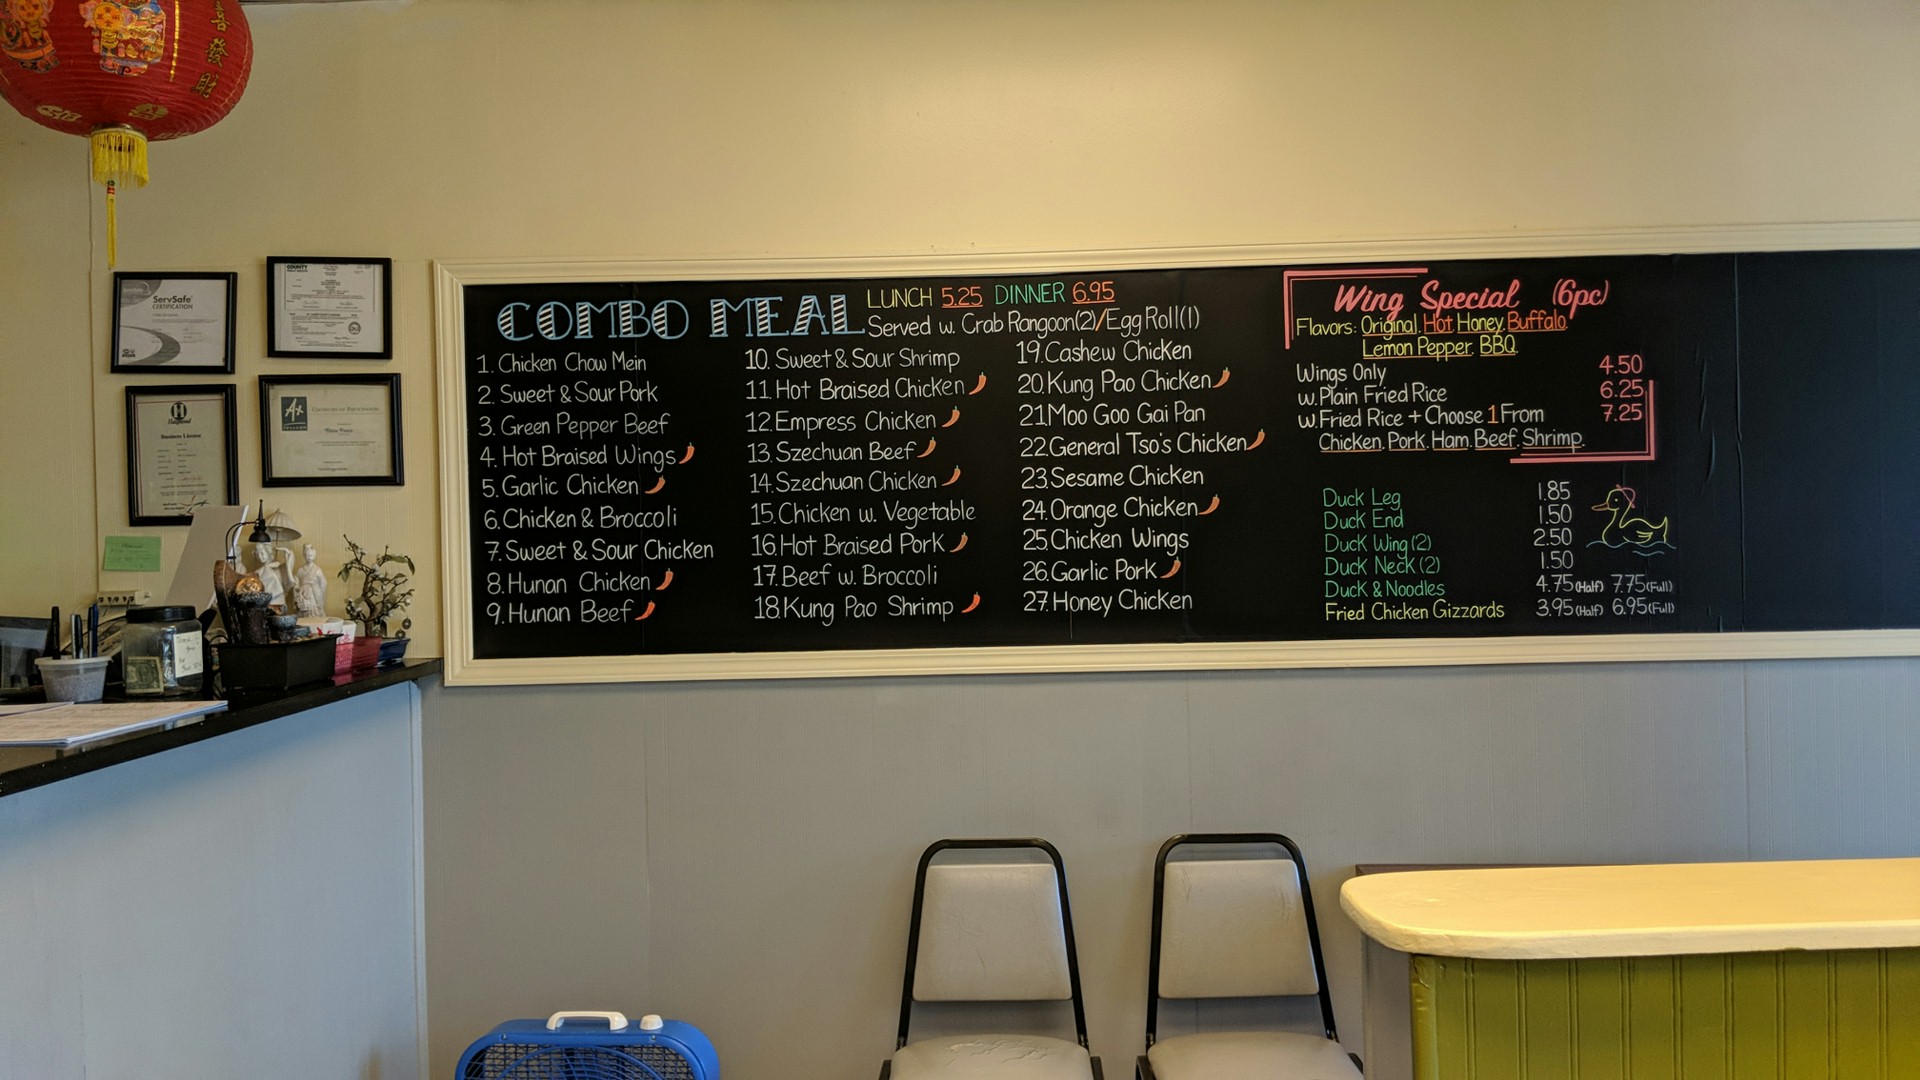 發
財
ServSafe
CERTIFICATION
COUNTY
Business License
A+
COMBO MEAL
LUNCH 5.25 DINNER 6.95
Served w. Crab Rangoon(2)/Egg Roll(1)
1. Chicken Chow Mein
2. Sweet & Sour Pork
3. Green Pepper Beef
4. Hot Braised Wings
5. Garlic Chicken
6. Chicken & Broccoli
7. Sweet & Sour Chicken
8. Hunan Chicken
9. Hunan Beef
10. Sweet & Sour Shrimp
11. Hot Braised Chicken
12. Empress Chicken
13. Szechuan Beef
14. Szechuan Chicken
15. Chicken w. Vegetable
16. Hot Braised Pork
17. Beef w. Broccoli
18. Kung Pao Shrimp
19. Cashew Chicken
20. Kung Pao Chicken
21. Moo Goo Gai Pan
22. General Tso's Chicken
23. Sesame Chicken
24. Orange Chicken
25. Chicken Wings
26. Garlic Pork
27. Honey Chicken
Wing Special (6pc)
Flavors: Original. Hot Honey. Buffalo.
Lemon Pepper. BBQ.
Wings Only 4.50
w. Plain Fried Rice 6.25
w. Fried Rice + Choose 1 From 7.25
Chicken. Pork. Ham. Beef. Shrimp.
Duck Leg 1.85
Duck End 1.50
Duck Wing (2) 2.50
Duck Neck (2) 1.50
Duck & Noodles 4.75(Half) 7.75(Full)
Fried Chicken Gizzards 3.95(Half) 6.95(Full)